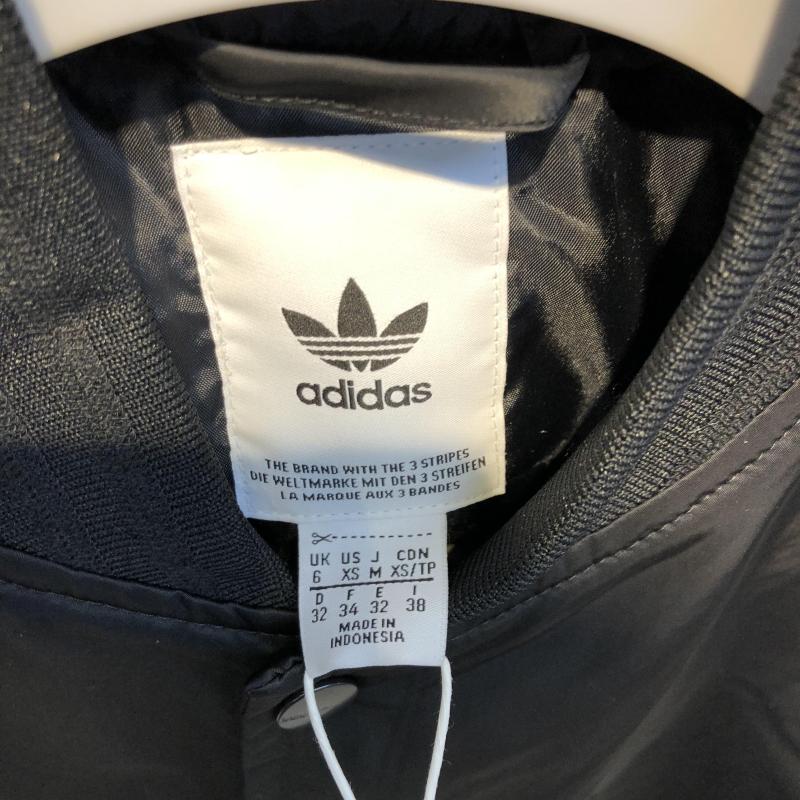 adidas
THE BRAND WITH THE 3 STRIPES
DIE WELTMARKE MIT DEN 3 STREIFEN
LA MARQUE AUX 3 BANDES
UK US J CDN
6 XS M XS/TP
D F E I
32 34 32 38
MADE IN
INDONESIA